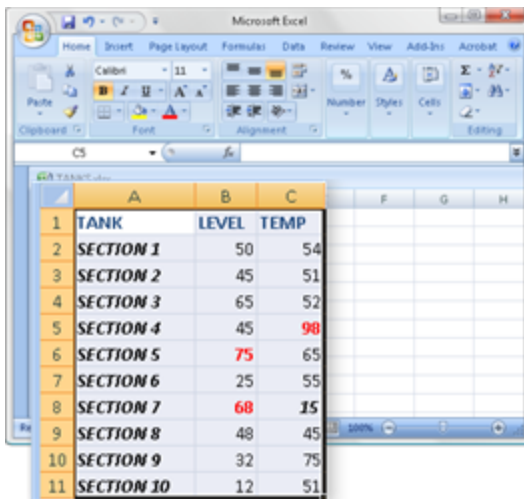 Microsoft Excel
Home Insert Page Layout Formulas Data Review View Add-Ins Acrobat
Paste
Calibri 11
B I U A A
A
%
A
Σ
Number Styles Cells
Clipboard Font Alignment Editing
C5 fx
A B C F G H
1 TANK LEVEL TEMP
2 SECTION 1 50 54
3 SECTION 2 45 51
4 SECTION 3 65 52
5 SECTION 4 45 98
6 SECTION 5 75 65
7 SECTION 6 25 55
8 SECTION 7 68 15
100%
9 SECTION 8 48 45
10 SECTION 9 32 75
11 SECTION 10 12 51